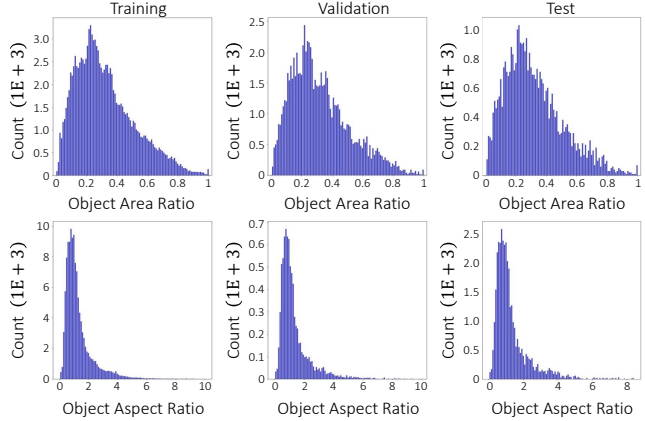 Training Validation Test
Count (1E + 3) 3.0 2.5 2.0 1.5 1.0 0.5 0
Count (1E + 3) 2.5 2.0 1.5 1.0 0.5 0
Count (1E + 3) 1.0 0.8 0.6 0.4 0.2 0
0 0.2 0.4 0.6 0.8 1 0 0.2 0.4 0.6 0.8 1 0 0.2 0.4 0.6 0.8 1
Object Area Ratio Object Area Ratio Object Area Ratio
Count (1E + 3) 10 8 6 4 2 0
Count (1E + 3) 0.7 0.6 0.5 0.4 0.3 0.2 0.1 0
Count (1E + 3) 2.5 2.0 1.5 1.0 0.5 0
0 2 4 6 8 10 0 2 4 6 8 10 0 2 4 6 8
Object Aspect Ratio Object Aspect Ratio Object Aspect Ratio